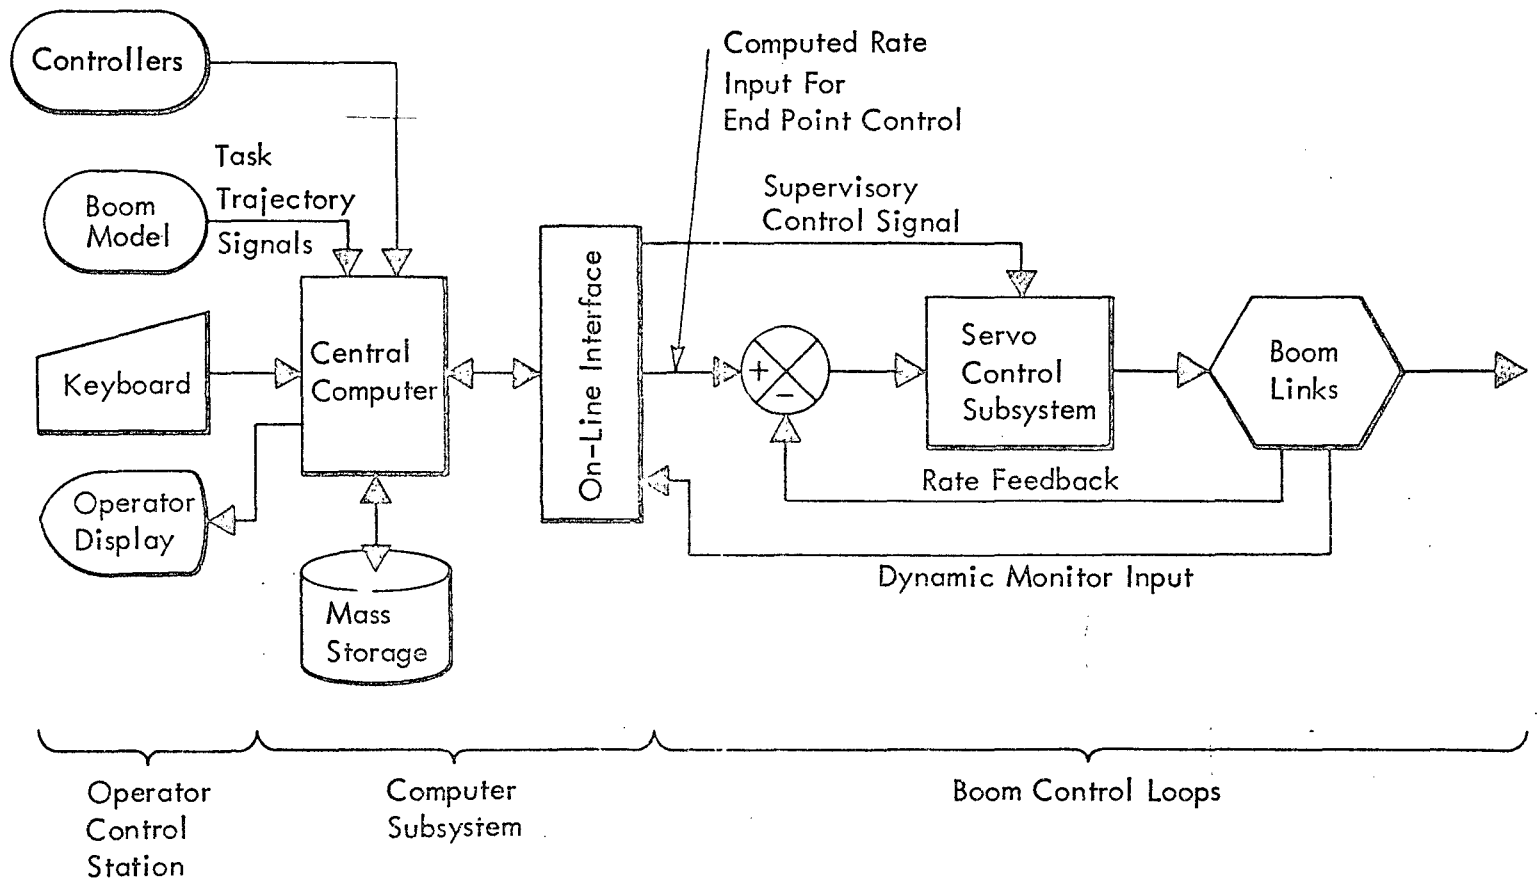 Controllers
Task
Trajectory
Signals
Boom
Model
Keyboard
Operator
Display
Central
Computer
Mass
Storage
On-Line Interface
Computed Rate
Input For
End Point Control
Supervisory
Control Signal
+
−
Servo
Control
Subsystem
Boom
Links
Rate Feedback
Dynamic Monitor Input
Operator
Control
Station
Computer
Subsystem
Boom Control Loops